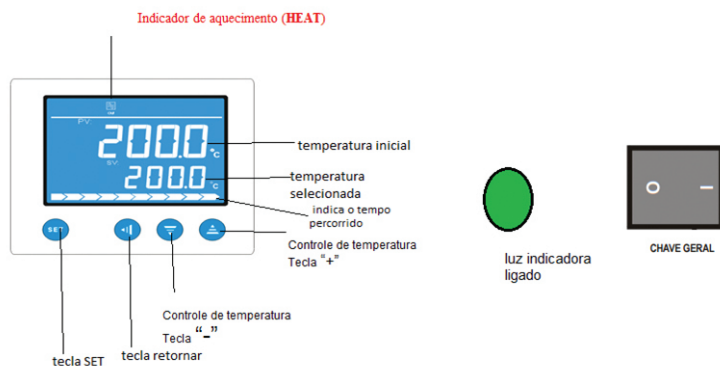 Indicador de aquecimento (HEAT)
PV:
200.0 °C
temperatura inicial
SV:
200.0 °C
temperatura
selecionada
indica o tempo
percorrido
SET
Controle de temperatura
Tecla "+"
Controle de temperatura
Tecla "-"
tecla SET
tecla retornar
luz indicadora
ligado
O I
CHAVE GERAL